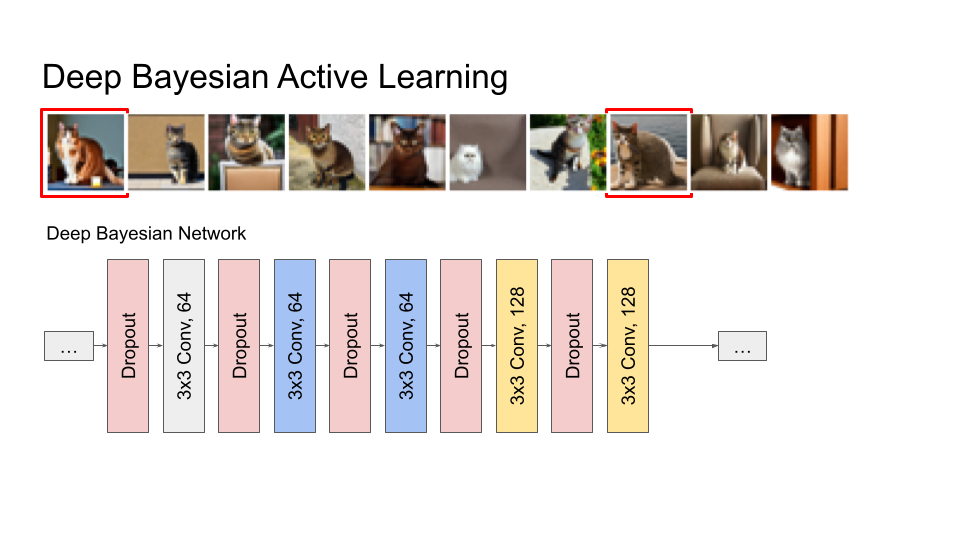 Deep Bayesian Active Learning
Deep Bayesian Network
...
Dropout
3x3 Conv, 64
Dropout
3x3 Conv, 64
Dropout
3x3 Conv, 64
Dropout
3x3 Conv, 128
Dropout
3x3 Conv, 128
...